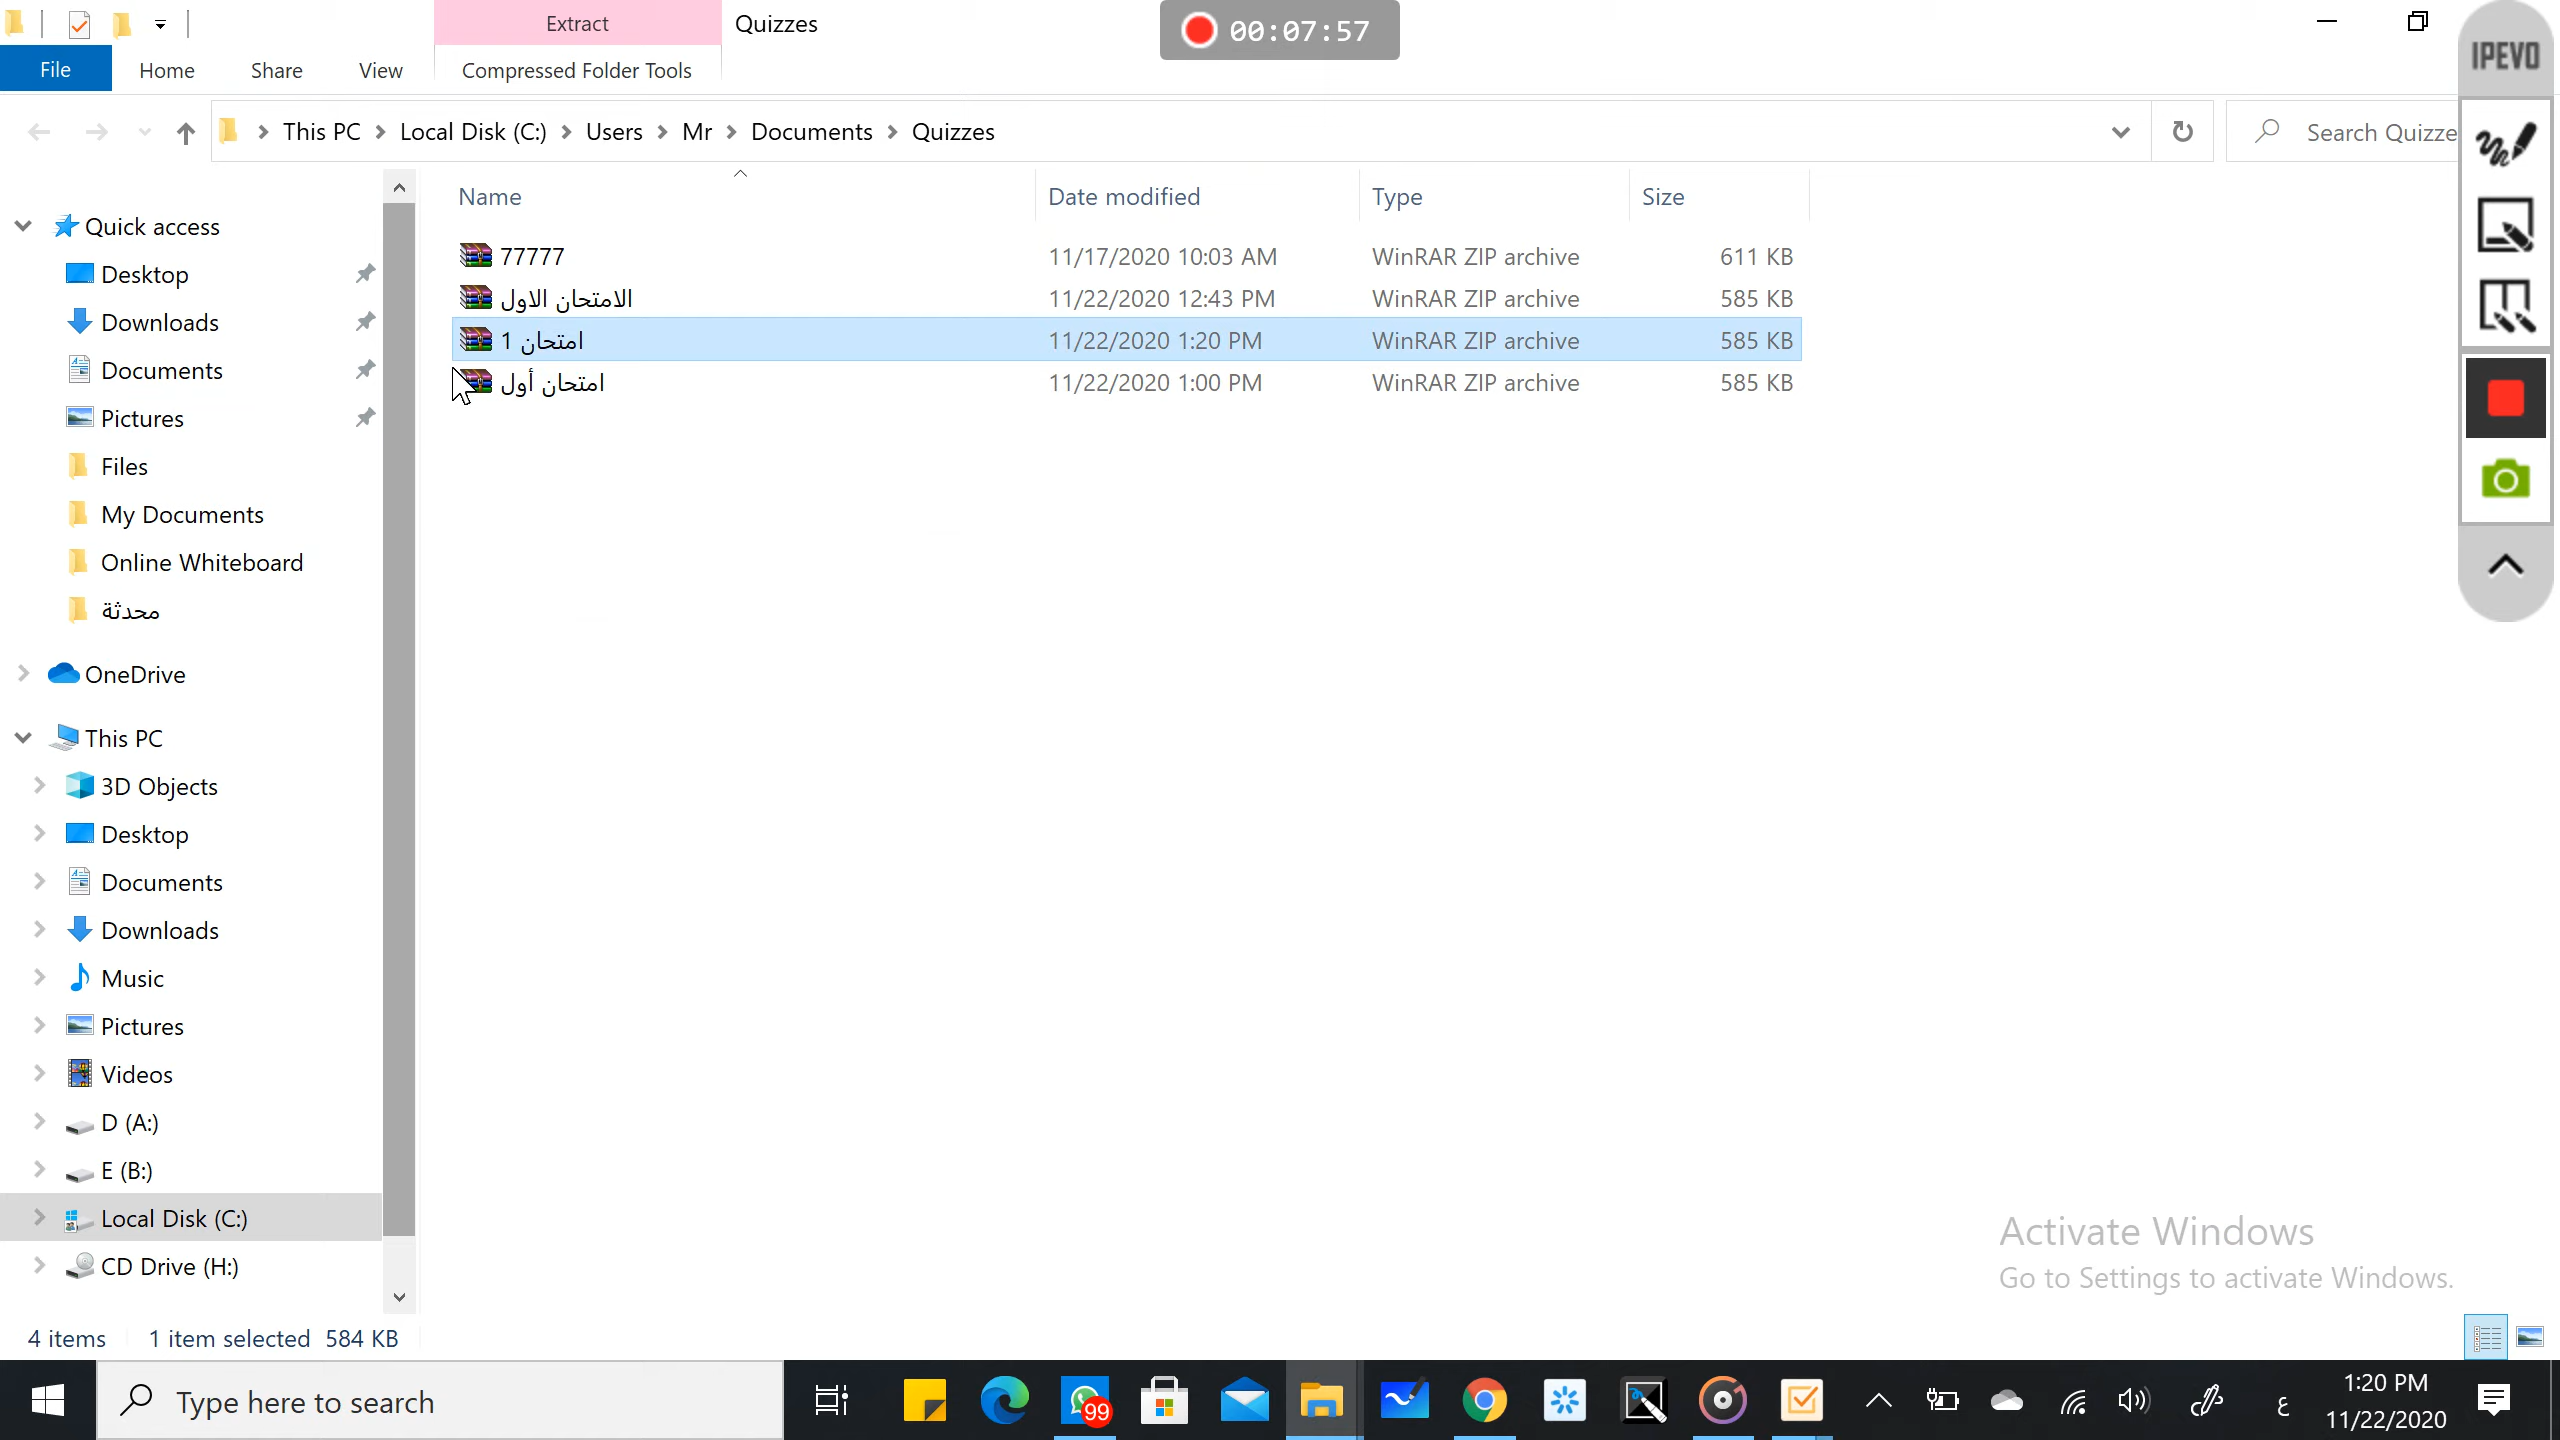 Extract
Quizzes
00:07:57
IPEVO
File
Home
Share
View
Compressed Folder Tools
This PC
Local Disk (C:)
Users
Mr
Documents
Quizzes
Search Quizze
Name
Date modified
Type
Size
77777 11/17/2020 10:03 AM WinRAR ZIP archive 611 KB
الامتحان الاول 11/22/2020 12:43 PM WinRAR ZIP archive 585 KB
امتحان 1 11/22/2020 1:20 PM WinRAR ZIP archive 585 KB
امتحان أول 11/22/2020 1:00 PM WinRAR ZIP archive 585 KB
Quick access
Desktop
Downloads
Documents
Pictures
Files
My Documents
Online Whiteboard
محدثة
OneDrive
This PC
3D Objects
Desktop
Documents
Downloads
Music
Pictures
Videos
D (A:)
E (B:)
Local Disk (C:)
CD Drive (H:)
Activate Windows
Go to Settings to activate Windows.
4 items
1 item selected 584 KB
Type here to search
99
ع
1:20 PM
11/22/2020